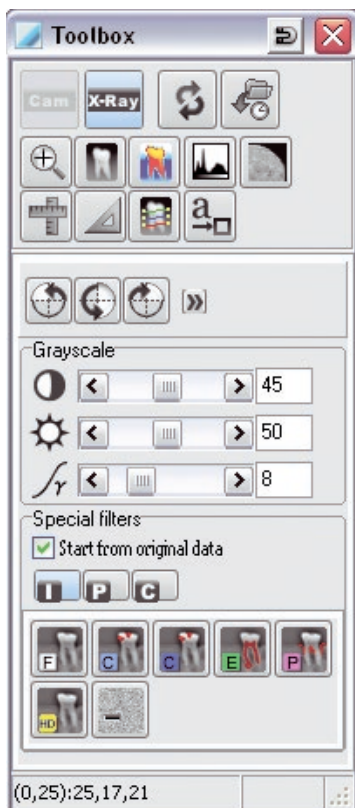 Toolbox
Cam X-Ray
a
Grayscale
45
50
γ 8
Special filters
Start from original data
I P C
F C C E P
HD
(0,25):25,17,21